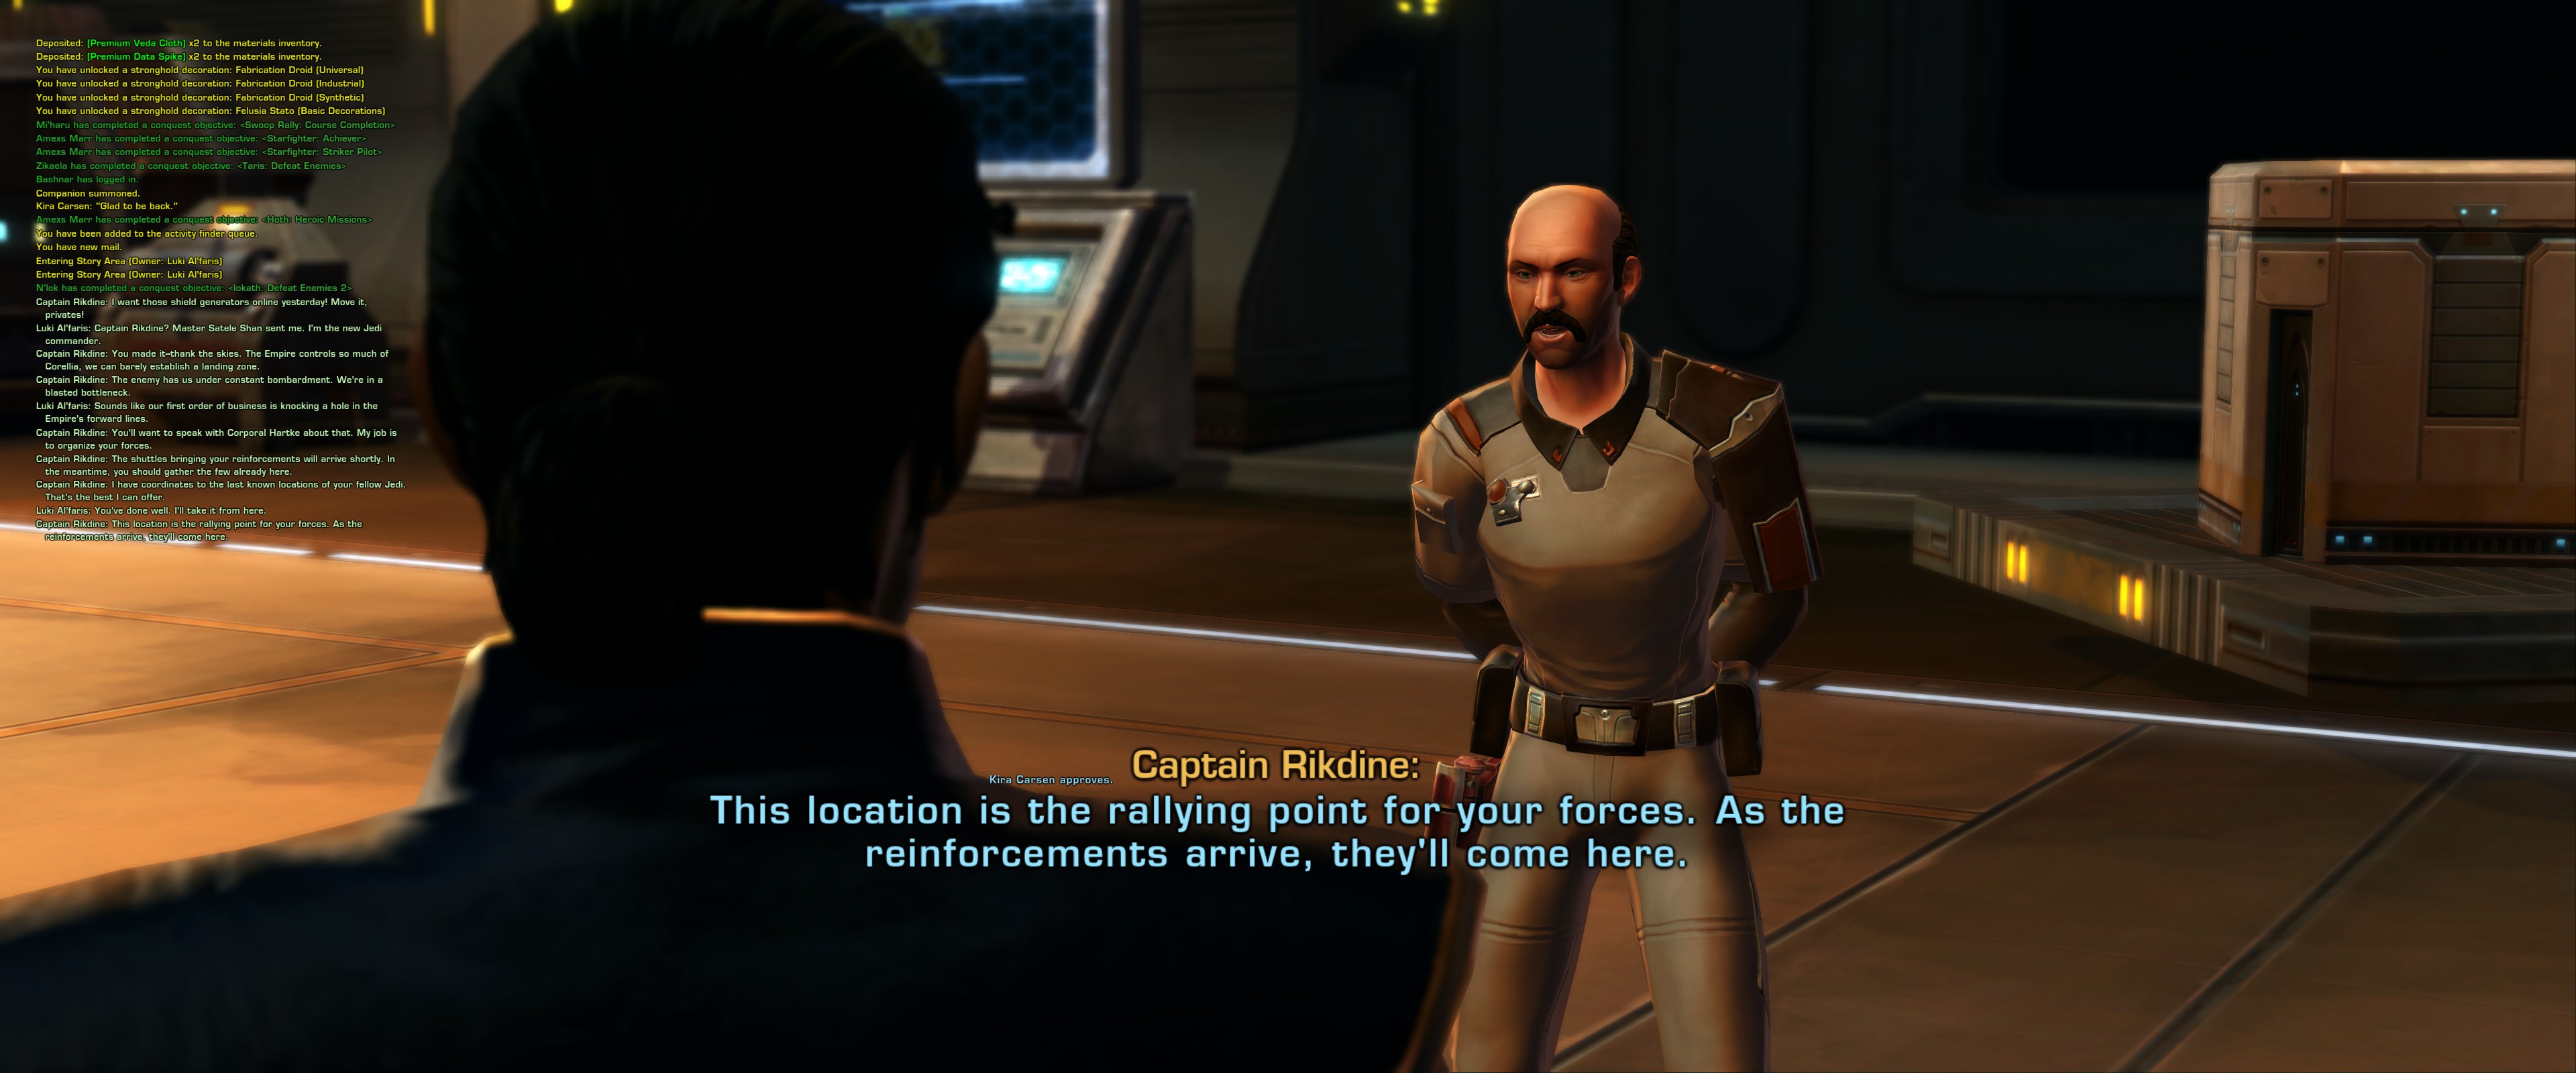 Deposited: [Premium Veda Cloth] x2 to the materials inventory.
Deposited: [Premium Data Spike] x2 to the materials inventory.
You have unlocked a stronghold decoration: Fabrication Droid (Universal)
You have unlocked a stronghold decoration: Fabrication Droid (Industrial)
You have unlocked a stronghold decoration: Fabrication Droid (Synthetic)
You have unlocked a stronghold decoration: Felusia Stato (Basic Decorations)
Mi'haru has completed a conquest objective: <Swoop Rally: Course Completion>
Amexs Marr has completed a conquest objective: <Starfighter: Achiever>
Amexs Marr has completed a conquest objective: <Starfighter: Striker Pilot>
Zikaela has completed a conquest objective: <Taris: Defeat Enemies>
Bashnar has logged in.
Companion summoned.
Kira Carsen: "Glad to be back."
Amexs Marr has completed a conquest objective: <Hoth: Heroic Missions>
You have been added to the activity finder queue.
You have new mail.
Entering Story Area (Owner: Luki Al'faris)
Entering Story Area (Owner: Luki Al'faris)
N'lok has completed a conquest objective: <Iokath: Defeat Enemies 2>
Captain Rikdine: I want those shield generators online yesterday! Move it,
privates!
Luki Al'faris: Captain Rikdine? Master Satele Shan sent me. I'm the new Jedi
commander.
Captain Rikdine: You made it–thank the skies. The Empire controls so much of
Corellia, we can barely establish a landing zone.
Captain Rikdine: The enemy has us under constant bombardment. We're in a
blasted bottleneck.
Luki Al'faris: Sounds like our first order of business is knocking a hole in the
Empire's forward lines.
Captain Rikdine: You'll want to speak with Corporal Hartke about that. My job is
to organize your forces.
Captain Rikdine: The shuttles bringing your reinforcements will arrive shortly. In
the meantime, you should gather the few already here.
Captain Rikdine: I have coordinates to the last known locations of your fellow Jedi.
That's the best I can offer.
Luki Al'faris: You've done well. I'll take it from here.
Captain Rikdine: This location is the rallying point for your forces. As the
reinforcements arrive, they'll come here.
Captain Rikdine:
Kira Carsen approves.
This location is the rallying point for your forces. As the
reinforcements arrive, they'll come here.